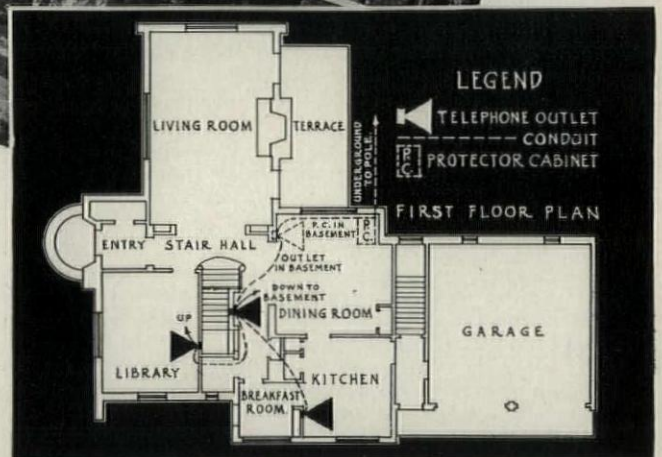 LEGEND
TELEPHONE OUTLET
CONDUIT
P.C. PROTECTOR CABINET
FIRST FLOOR PLAN
UNDERGROUND
TO POLE.
LIVING ROOM
TERRACE
ENTRY
STAIR HALL
P.C. IN
BASEMENT
P.C.
OUTLET
IN BASEMENT
DOWN TO
BASEMENT
DINING ROOM
UP
LIBRARY
KITCHEN
BREAKFAST
ROOM.
GARAGE